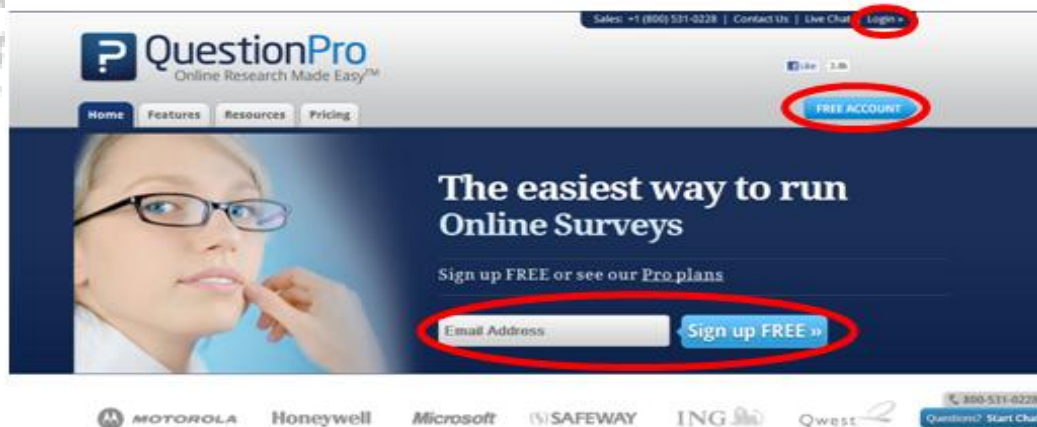 Sales: +1 (800) 531-0228 | Contact Us | Live Chat Login »
QuestionPro
Online Research Made Easy™
Like
Home Features Resources Pricing
FREE ACCOUNT
The easiest way to run
Online Surveys
Sign up FREE or see our Pro plans
Email Address
Sign up FREE »
MOTOROLA Honeywell Microsoft SAFEWAY ING Qwest
800-531-0228
Questions? Start Chat